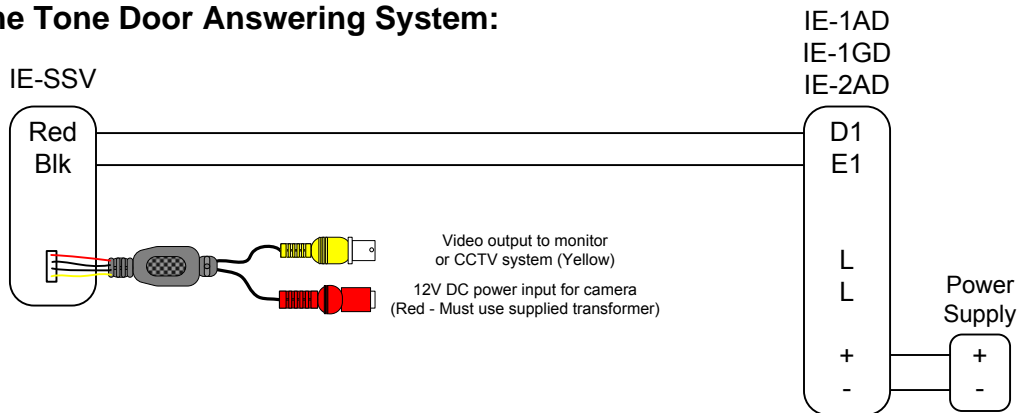 ne Tone Door Answering System:
IE-1AD
IE-1GD
IE-2AD
IE-SSV
Red
Blk
D1
E1
Video output to monitor
or CCTV system (Yellow)
12V DC power input for camera
(Red - Must use supplied transformer)
L
L
+
-
Power
Supply
+
-